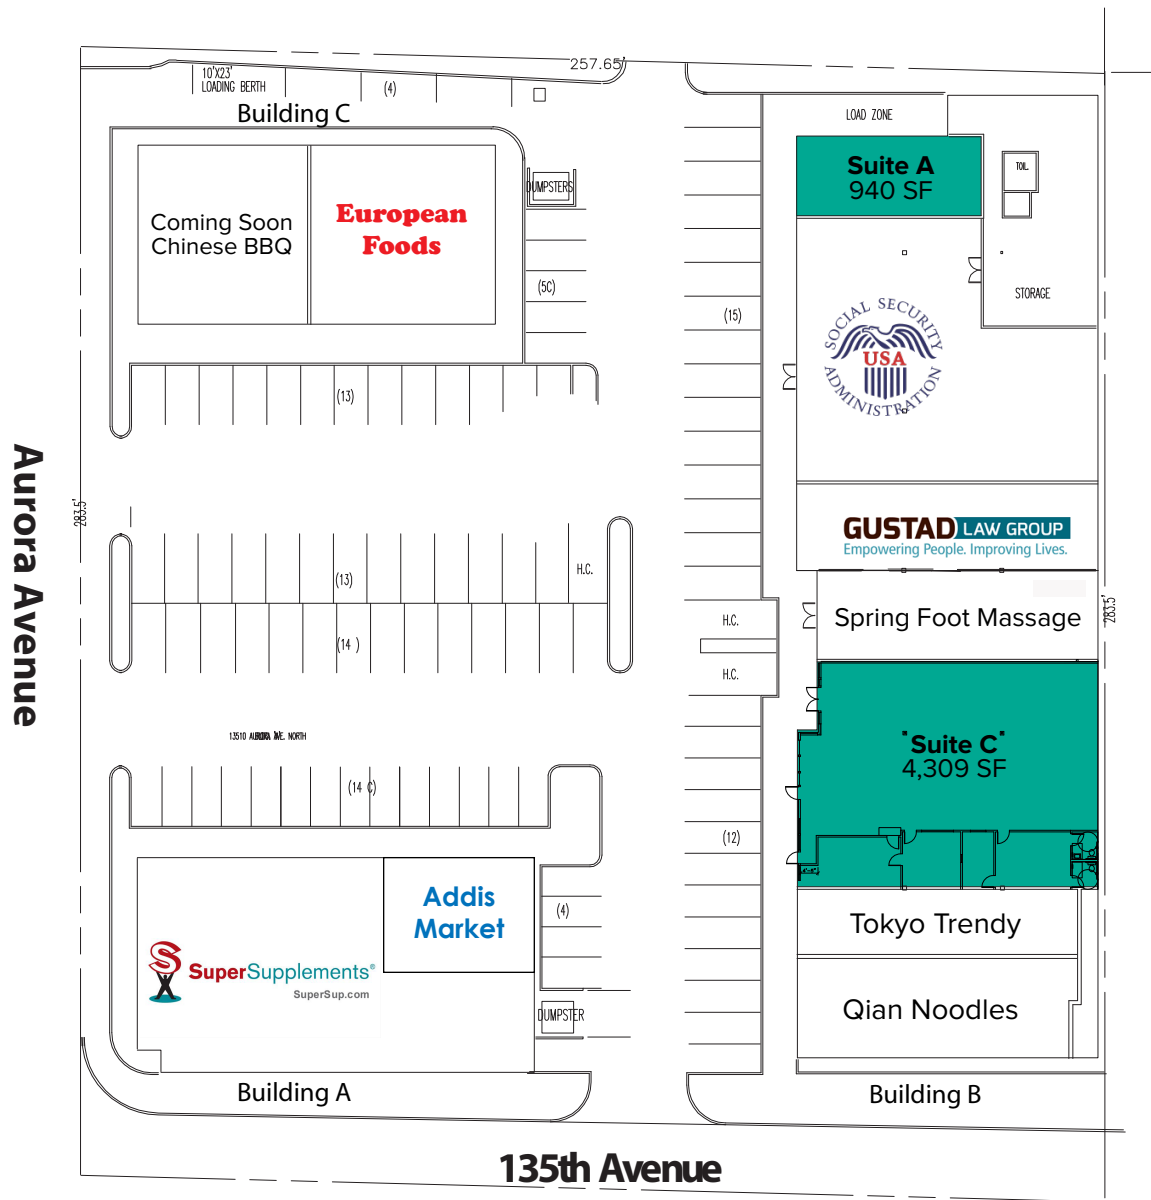 257.65'
10'X23'
LOADING BERTH
(4)
Building C
LOAD ZONE
Suite A
940 SF
TOIL.
DUMPSTERS
Coming Soon
Chinese BBQ
European
Foods
(5C)
(15)
STORAGE
SOCIAL SECURITY
USA
ADMINISTRATION
(13)
Aurora Avenue
283.5'
GUSTAD LAW GROUP
Empowering People. Improving Lives.
H.C.
(13)
Spring Foot Massage
283.5'
H.C.
(14 )
H.C.
13510 AURORA AVE. NORTH
Suite C
4,309 SF
(14 C)
(12)
Addis
Market
(4)
Tokyo Trendy
SuperSupplements®
SuperSup.com
DUMPSTER
Qian Noodles
Building A
Building B
135th Avenue